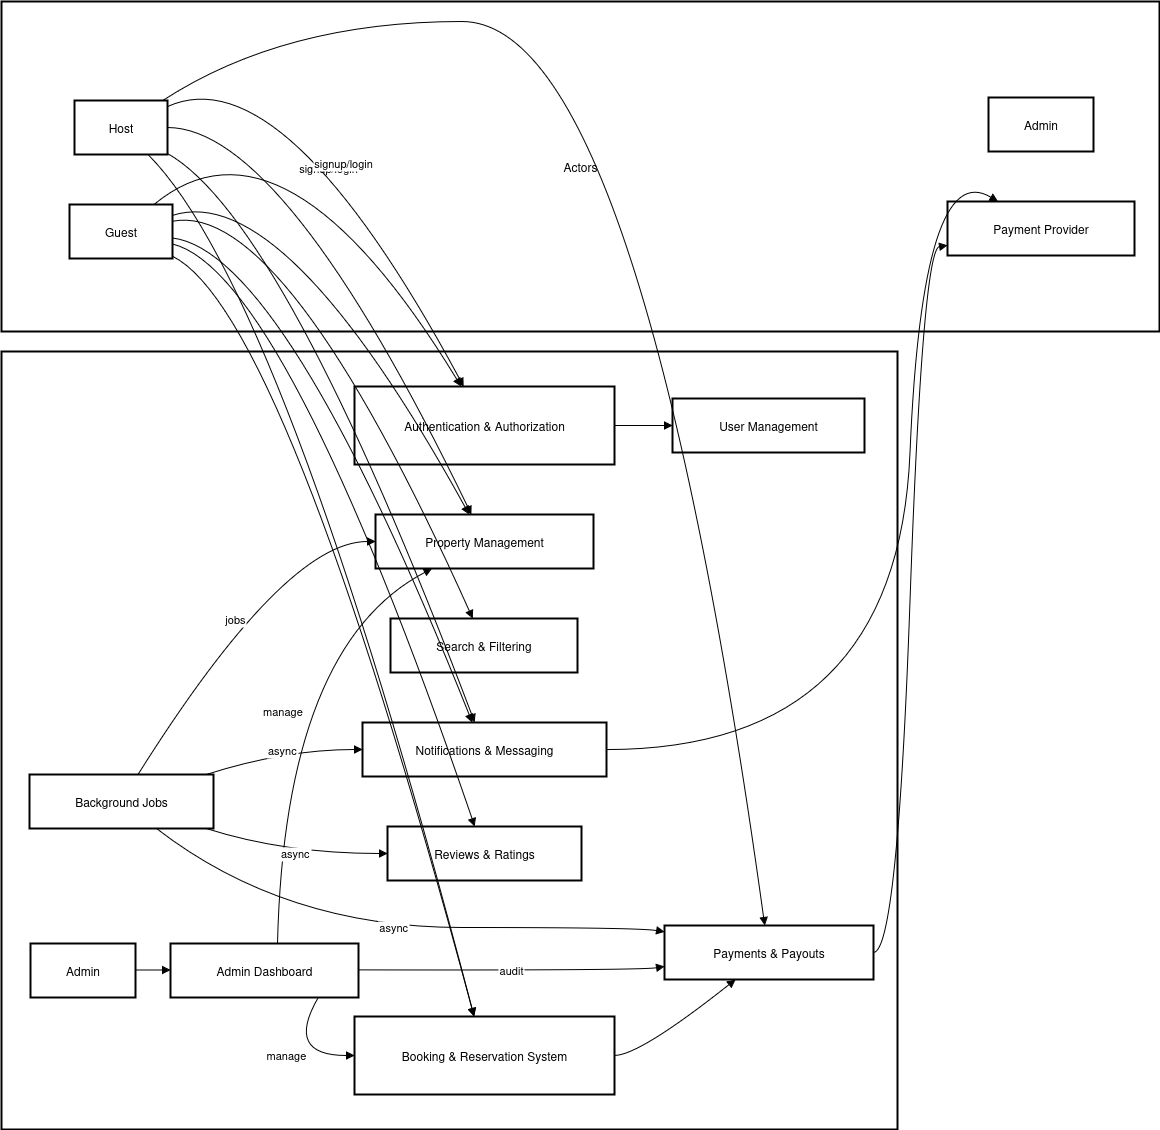 Host
Admin
signup/login
signup/login
Actors
Guest
Payment Provider
Authentication & Authorization
User Management
Property Management
jobs
Search & Filtering
manage
async
Notifications & Messaging
Background Jobs
async
Reviews & Ratings
async
Payments & Payouts
Admin
Admin Dashboard
audit
manage
Booking & Reservation System